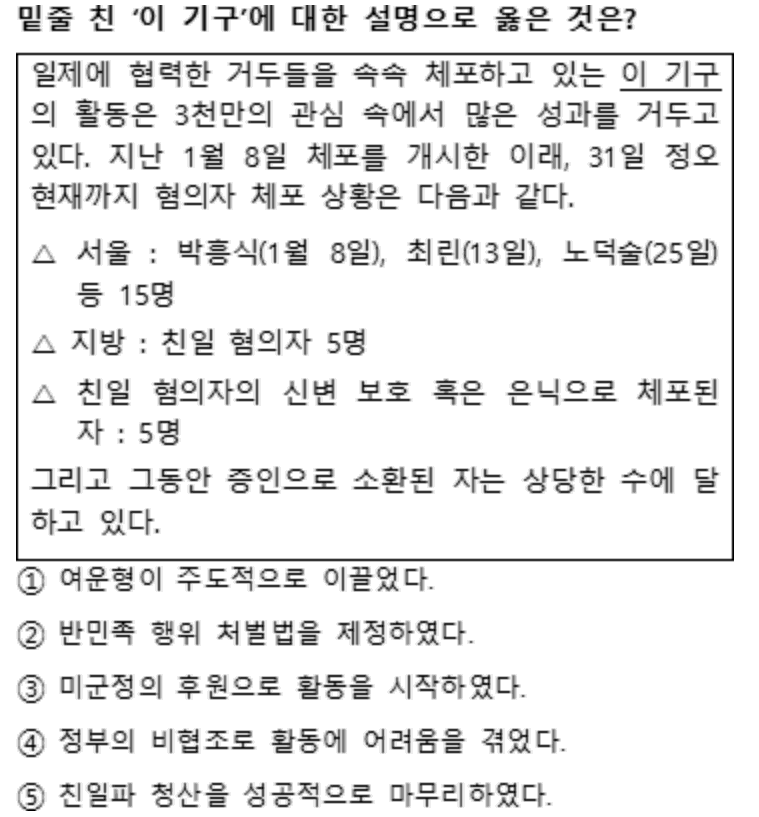 밑줄 친 '이 기구'에 대한 설명으로 옳은 것은?
일제에 협력한 거두들을 속속 체포하고 있는 이 기구
의 활동은 3천만의 관심 속에서 많은 성과를 거두고
있다. 지난 1월 8일 체포를 개시한 이래, 31일 정오
현재까지 혐의자 체포 상황은 다음과 같다.
△ 서울 : 박흥식(1월 8일), 최린(13일), 노덕술(25일)
등 15명
△ 지방 : 친일 혐의자 5명
△ 친일 혐의자의 신변 보호 혹은 은닉으로 체포된
자 : 5명
그리고 그동안 증인으로 소환된 자는 상당한 수에 달
하고 있다.
① 여운형이 주도적으로 이끌었다.
② 반민족 행위 처벌법을 제정하였다.
③ 미군정의 후원으로 활동을 시작하였다.
④ 정부의 비협조로 활동에 어려움을 겪었다.
⑤ 친일파 청산을 성공적으로 마무리하였다.